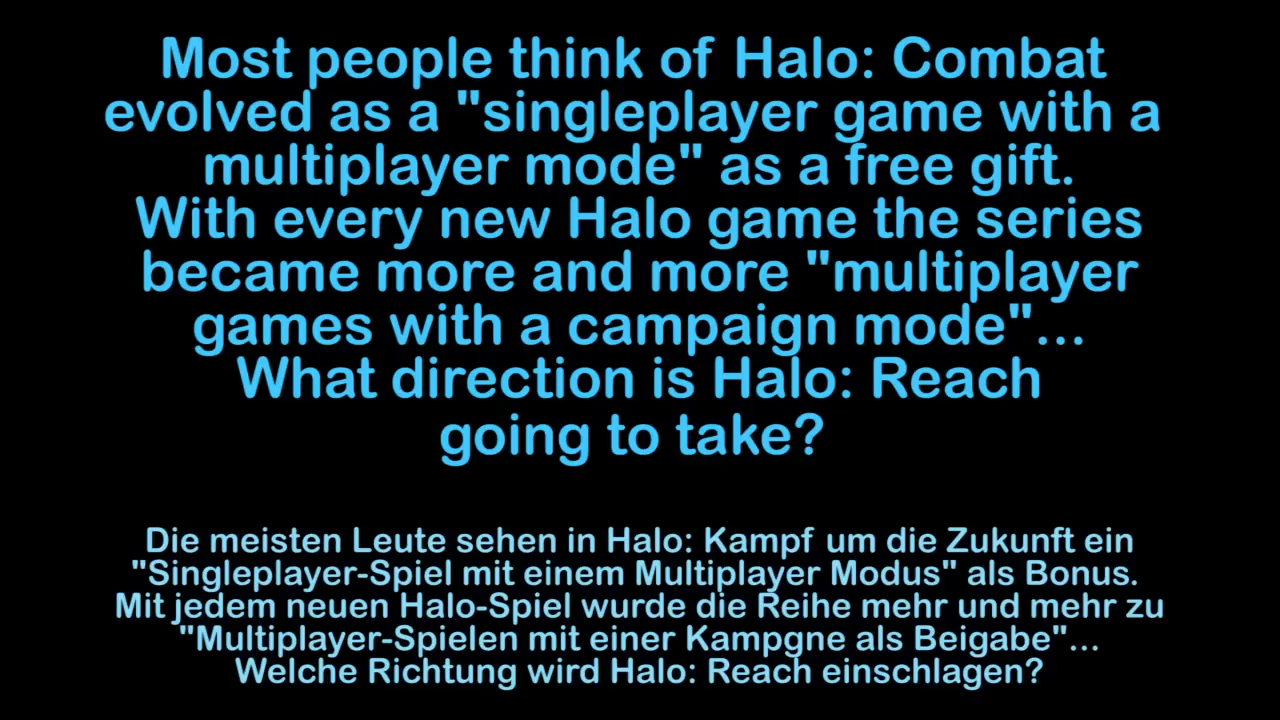 Most people think of Halo: Combat
evolved as a "singleplayer game with a
multiplayer mode" as a free gift.
With every new Halo game the series
became more and more "multiplayer
games with a campaign mode"...
What direction is Halo: Reach
going to take?
Die meisten Leute sehen in Halo: Kampf um die Zukunft ein
"Singleplayer-Spiel mit einem Multiplayer Modus" als Bonus.
Mit jedem neuen Halo-Spiel wurde die Reihe mehr und mehr zu
"Multiplayer-Spielen mit einer Kampgne als Beigabe"...
Welche Richtung wird Halo: Reach einschlagen?